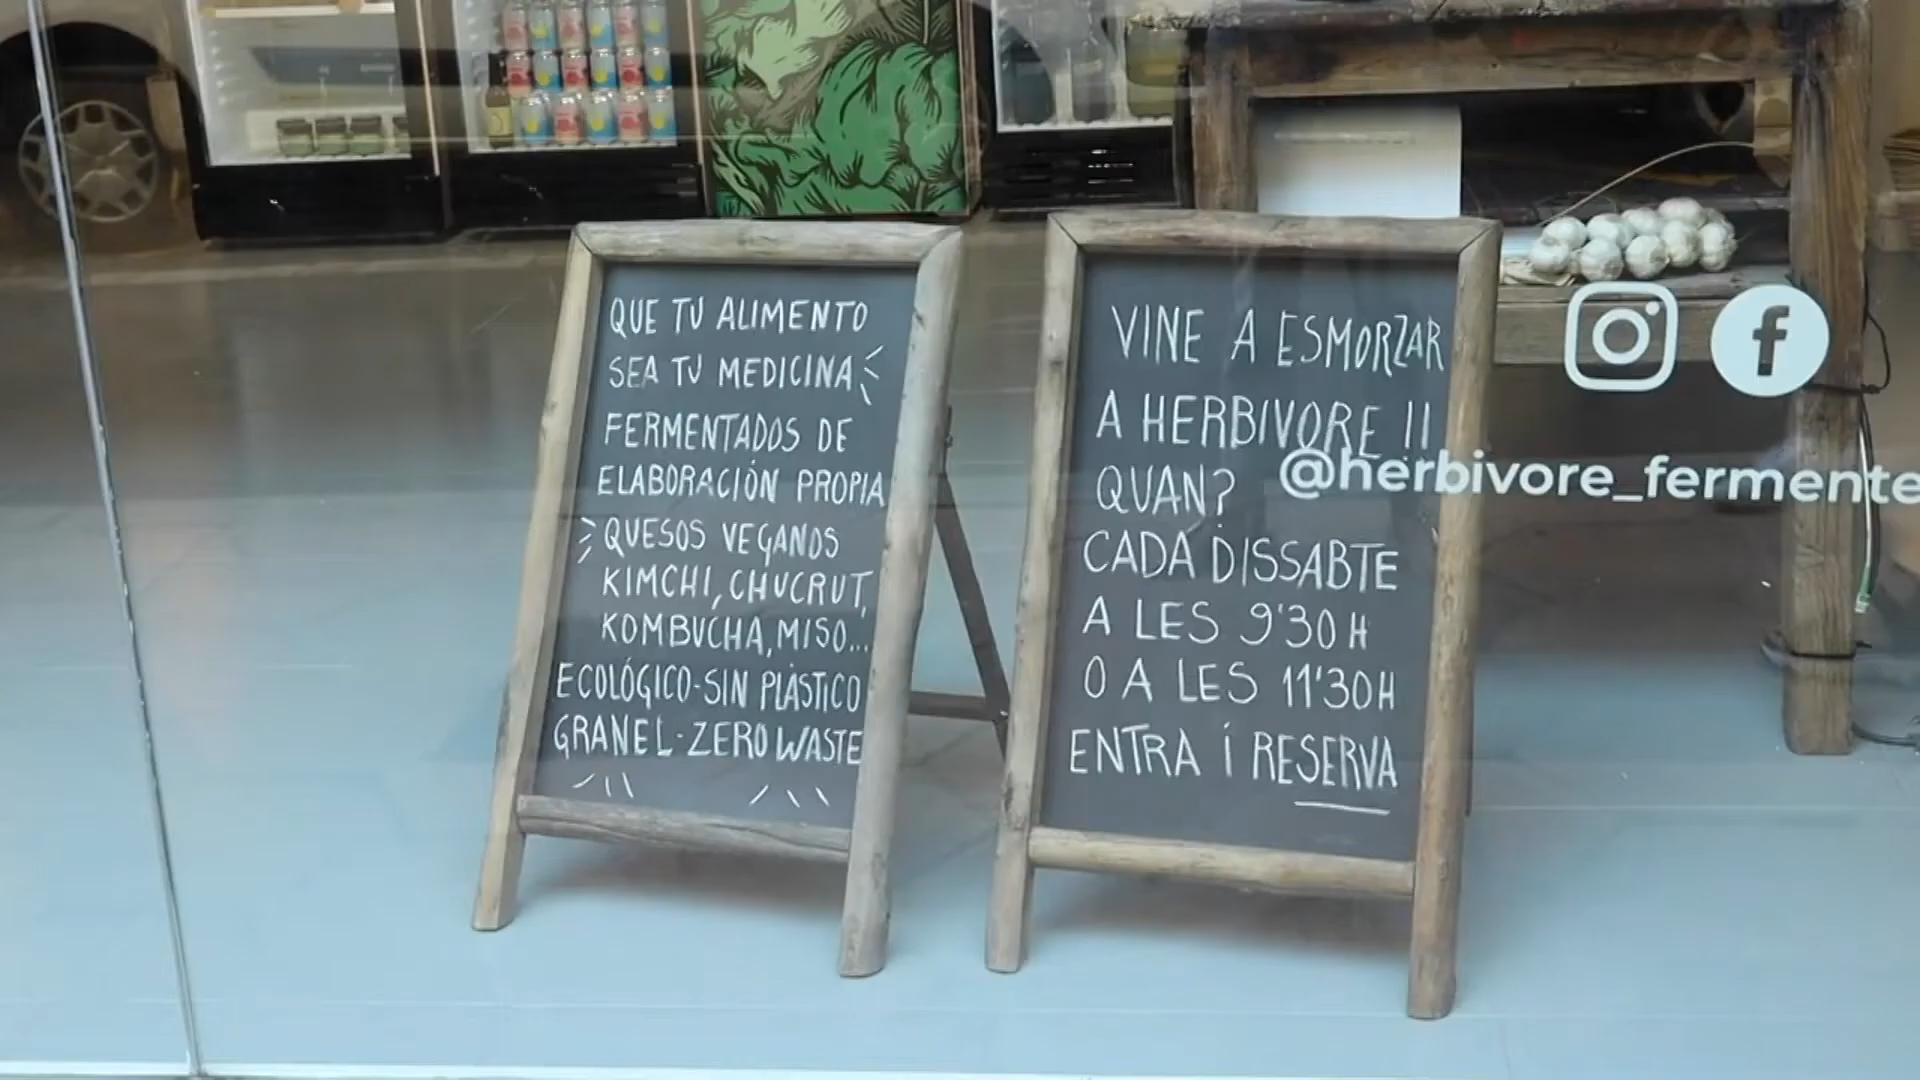 QUE TU ALIMENTO
SEA TU MEDICINA
FERMENTADOS DE
ELABORACIÓN PROPIA
QUESOS VEGANOS
KIMCHI, CHUCRUT,
KOMBUCHA, MISO...
ECOLÓGICO-SIN PLÁSTICO
GRANEL-ZERO WASTE
VINE A ESMORZAR
A HERBIVORE !!
QUAN?
CADA DISSABTE
A LES 9'30 H
O A LES 11'30H
ENTRA i RESERVA
@herbivore_fermente